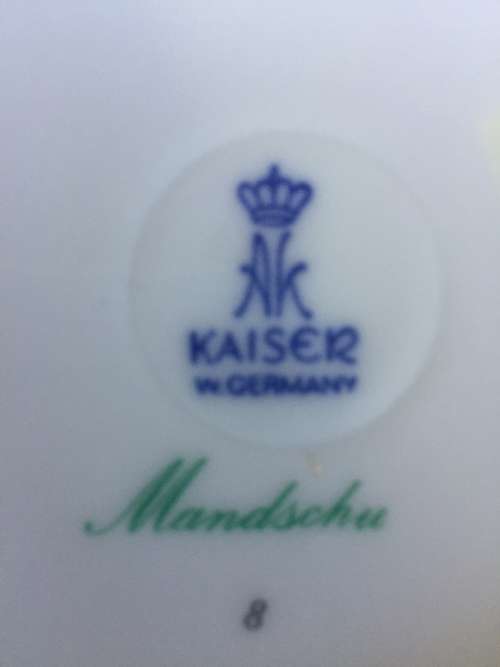 AK
KAISER
W. GERMANY
Mandschu
8